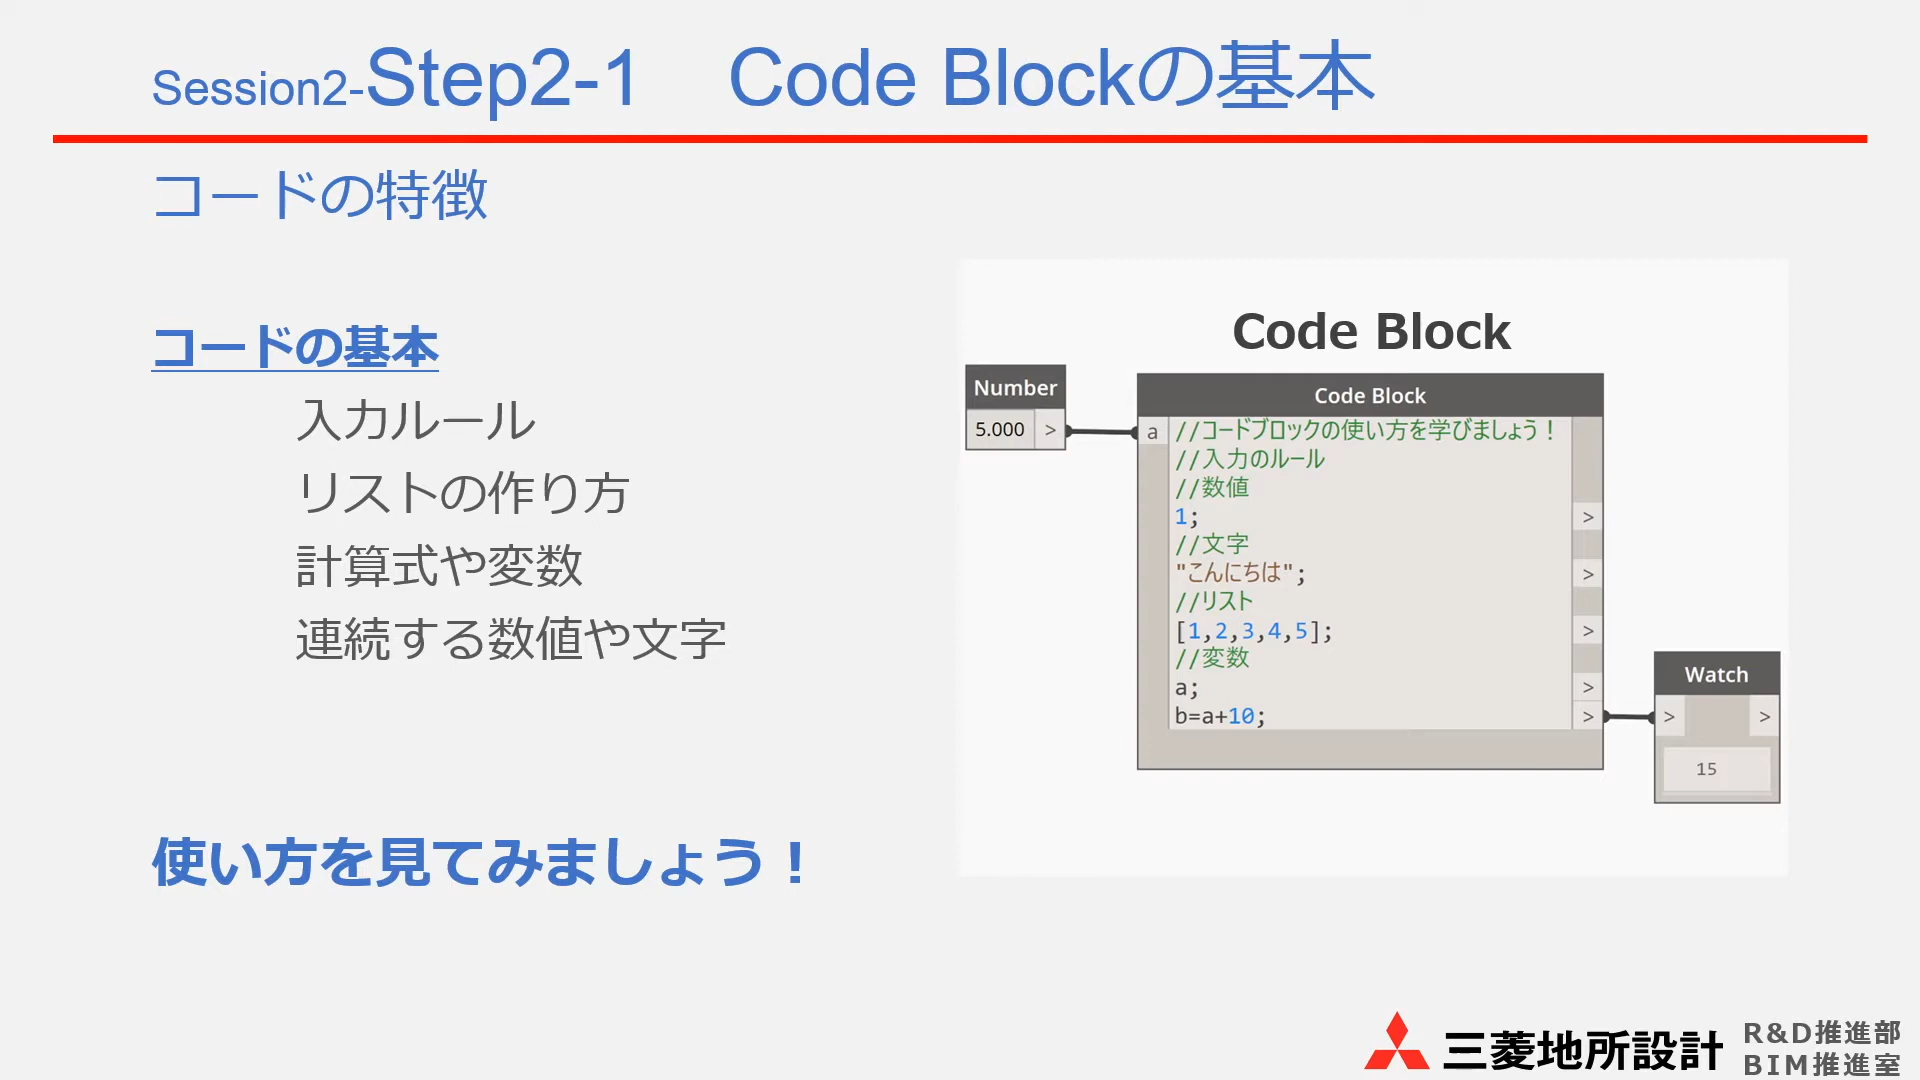 Session2-Step2-1　Code Blockの基本
コードの特徴
コードの基本
入力ルール
リストの作り方
計算式や変数
連続する数値や文字
使い方を見てみましょう！
Code Block
Number
5.000 >
Code Block
a
//コードブロックの使い方を学びましょう！
//入力のルール
//数値
1; >
//文字
"こんにちは"; >
//リスト
[1,2,3,4,5]; >
//変数
a; >
b=a+10; >
Watch
> >
15
三菱地所設計
R&D推進部
BIM推進室